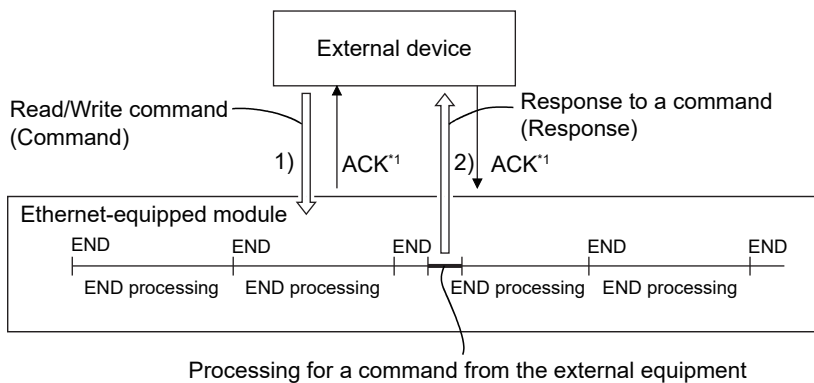 External device
Read/Write command
(Command)
Response to a command
(Response)
1)
ACK*1
2)
ACK*1
Ethernet-equipped module
END
END
END
END
END
END processing
END processing
END processing
END processing
Processing for a command from the external equipment